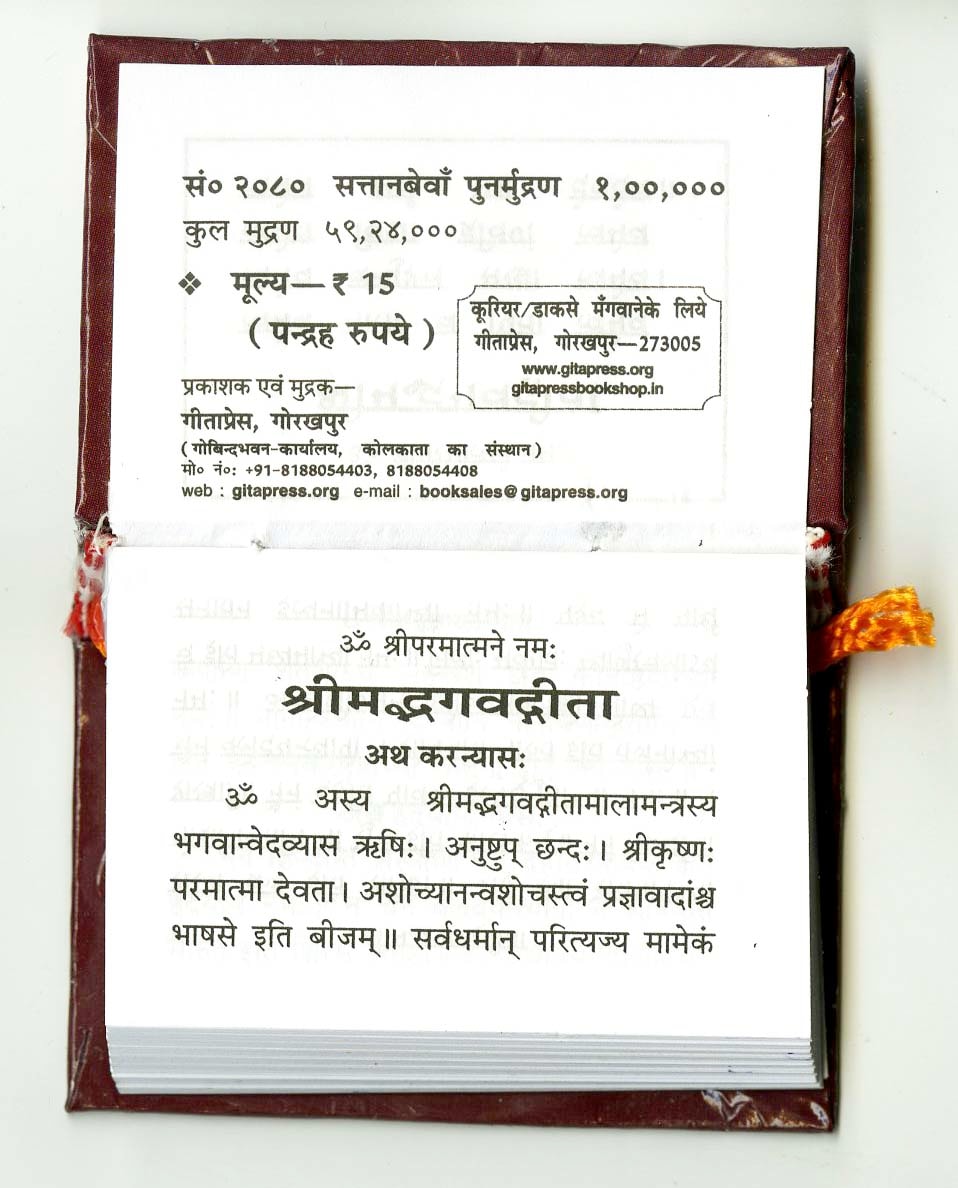 सं० २०८० सत्तानबेवाँ पुनर्मुद्रण १,००,०००
कुल मुद्रण ५९,२४,०००
❖ मूल्य— ₹ 15
( पन्द्रह रुपये )
कूरियर/डाकसे मँगवानेके लिये
गीताप्रेस, गोरखपुर—273005
www.gitapress.org
gitapressbookshop.in
प्रकाशक एवं मुद्रक—
गीताप्रेस, गोरखपुर
(गोबिन्दभवन-कार्यालय, कोलकाता का संस्थान)
मो० नं०: +91-8188054403, 8188054408
web : gitapress.org e-mail : booksales@gitapress.org
ॐ श्रीपरमात्मने नमः
श्रीमद्भगवद्गीता
अथ करन्यासः
ॐ अस्य श्रीमद्भगवद्गीतामालामन्त्रस्य
भगवान्वेदव्यास ऋषिः। अनुष्टुप् छन्दः। श्रीकृष्णः
परमात्मा देवता। अशोच्यानन्वशोचस्त्वं प्रज्ञावादांश्च
भाषसे इति बीजम्॥ सर्वधर्मान् परित्यज्य मामेकं